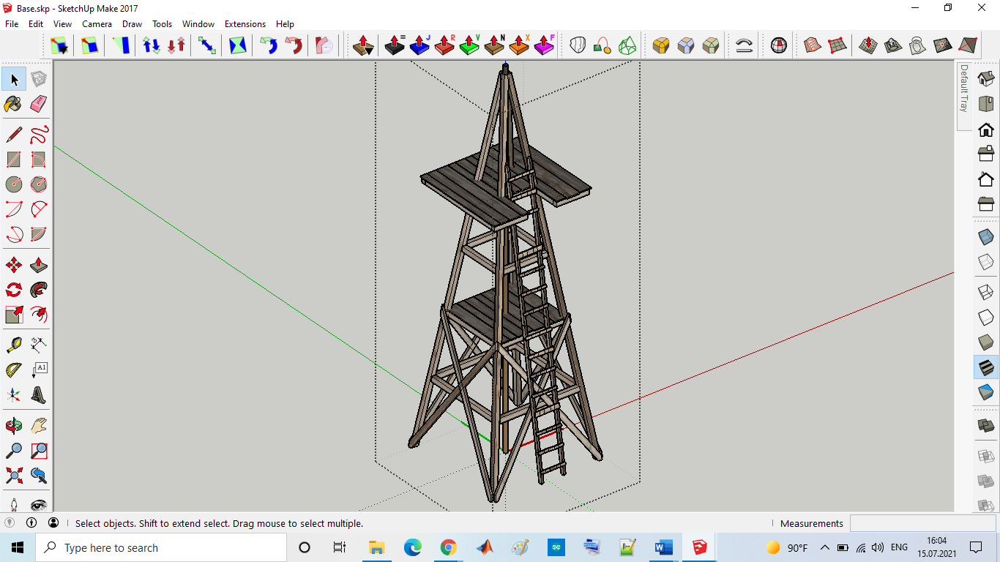 Base.skp - SketchUp Make 2017
File Edit View Camera Draw Tools Window Extensions Help
= J R V N X F
Default Tray
A1
Select objects. Shift to extend select. Drag mouse to select multiple.
Measurements
Type here to search
90°F
ENG
16:04
15.07.2021